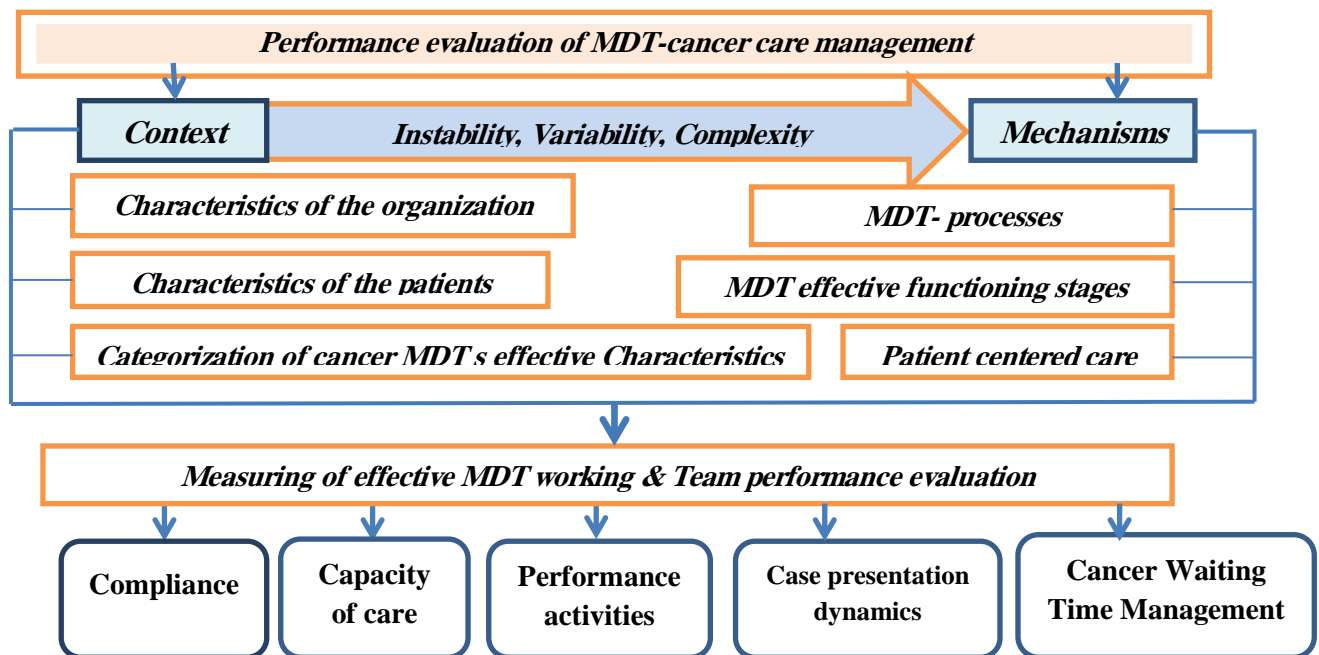 Performance evaluation of MDT-cancer care management
Context
Instability, Variability, Complexity
Mechanisms
Characteristics of the organization
MDT- processes
Characteristics of the patients
MDT effective functioning stages
Categorization of cancer MDT s effective Characteristics
Patient centered care
Measuring of effective MDT working & Team performance evaluation
Compliance
Capacity
of care
Performance
activities
Case presentation
dynamics
Cancer Waiting
Time Management